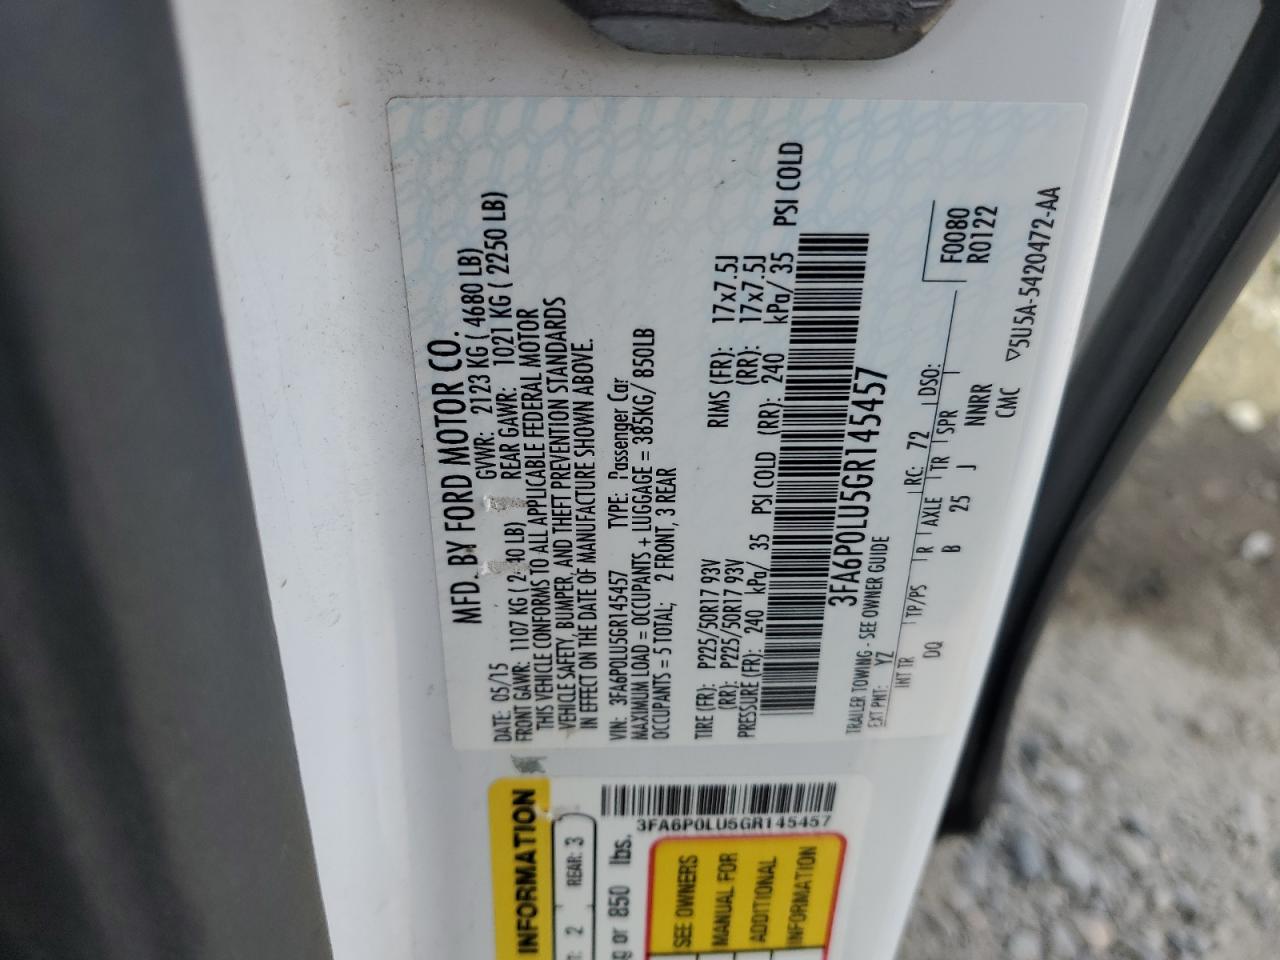 MFD. BY FORD MOTOR CO.
DATE: 05/15 GVWR: 2123 KG ( 4680 LB)
FRONT GAWR: 1107 KG ( LB) REAR GAWR: 1021 KG ( 2250 LB)
THIS VEHICLE CONFORMS TO ALL APPLICABLE FEDERAL MOTOR
VEHICLE SAFETY, BUMPER, AND THEFT PREVENTION STANDARDS
IN EFFECT ON THE DATE OF MANUFACTURE SHOWN ABOVE.
VIN: 3FA6P0LU5GR145457 TYPE: Passenger Car
MAXIMUM LOAD = OCCUPANTS + LUGGAGE = 385KG/ 850LB
OCCUPANTS = 5 TOTAL; 2 FRONT, 3 REAR
TIRE (FR): P225/50R17 93V RIMS (FR): 17x7.5J
(RR): P225/50R17 93V (RR): 17x7.5J
PRESSURE (FR): 240 kPa/ 35 PSI COLD (RR): 240 kPa/ 35 PSI COLD
3FA6P0LU5GR145457
TRAILER TOWING - SEE OWNER GUIDE
EXT PNT: YZ RC: 72 DSO: F0080
INT TR TP/PS R AXLE TR SPR R0122
DQ B 25 J NNRR
CMC ▽5U5A-5420472-AA
3FA6P0LU5GR145457
INFORMATION
2 REAR: 3
or 850 lbs.
SEE OWNERS
MANUAL FOR
ADDITIONAL
INFORMATION